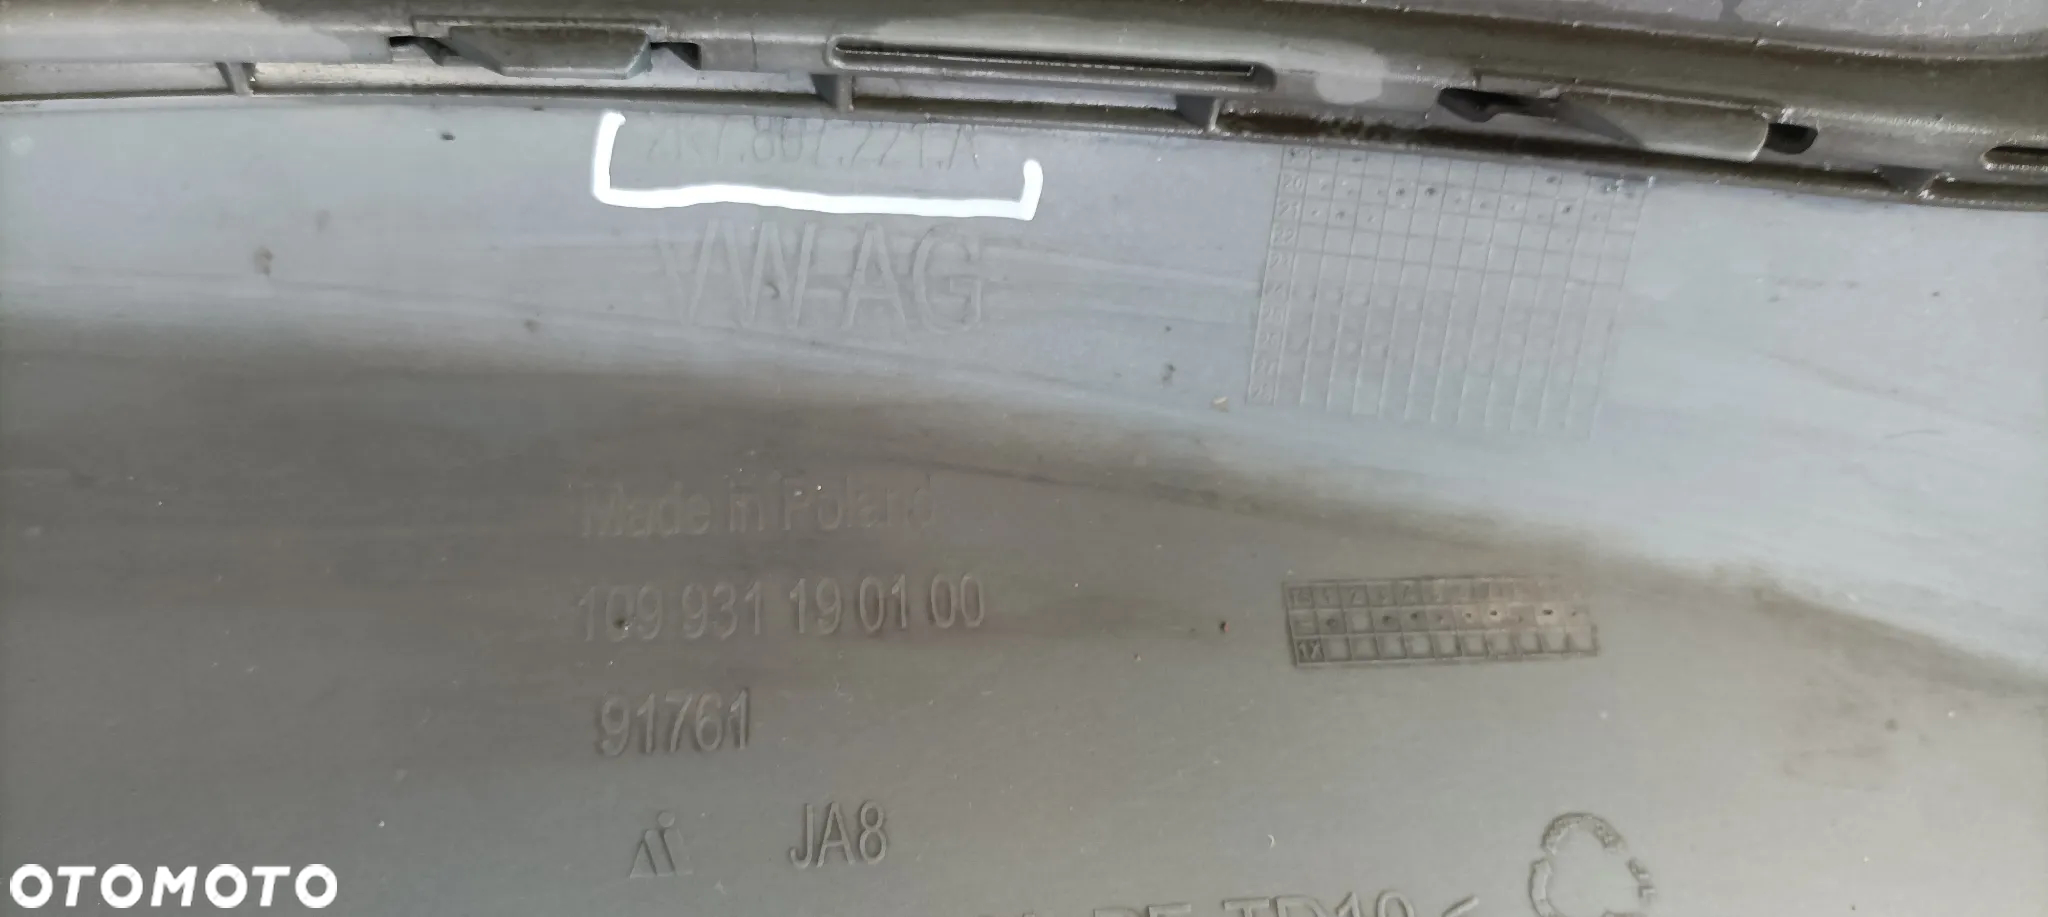 2K7.807.221.A
VW AG
Made in Poland
109 931 19 01 00
91761
JA8
OTOMOTO